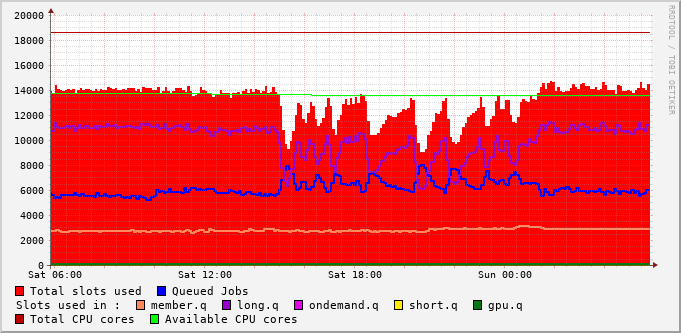 20000
18000
16000
14000
12000
10000
8000
6000
4000
2000
0
Sat 06:00 Sat 12:00 Sat 18:00 Sun 00:00
RRDTOOL / TOBI OETIKER
Total slots used Queued Jobs
Slots used in : member.q long.q ondemand.q short.q gpu.q
Total CPU cores Available CPU cores